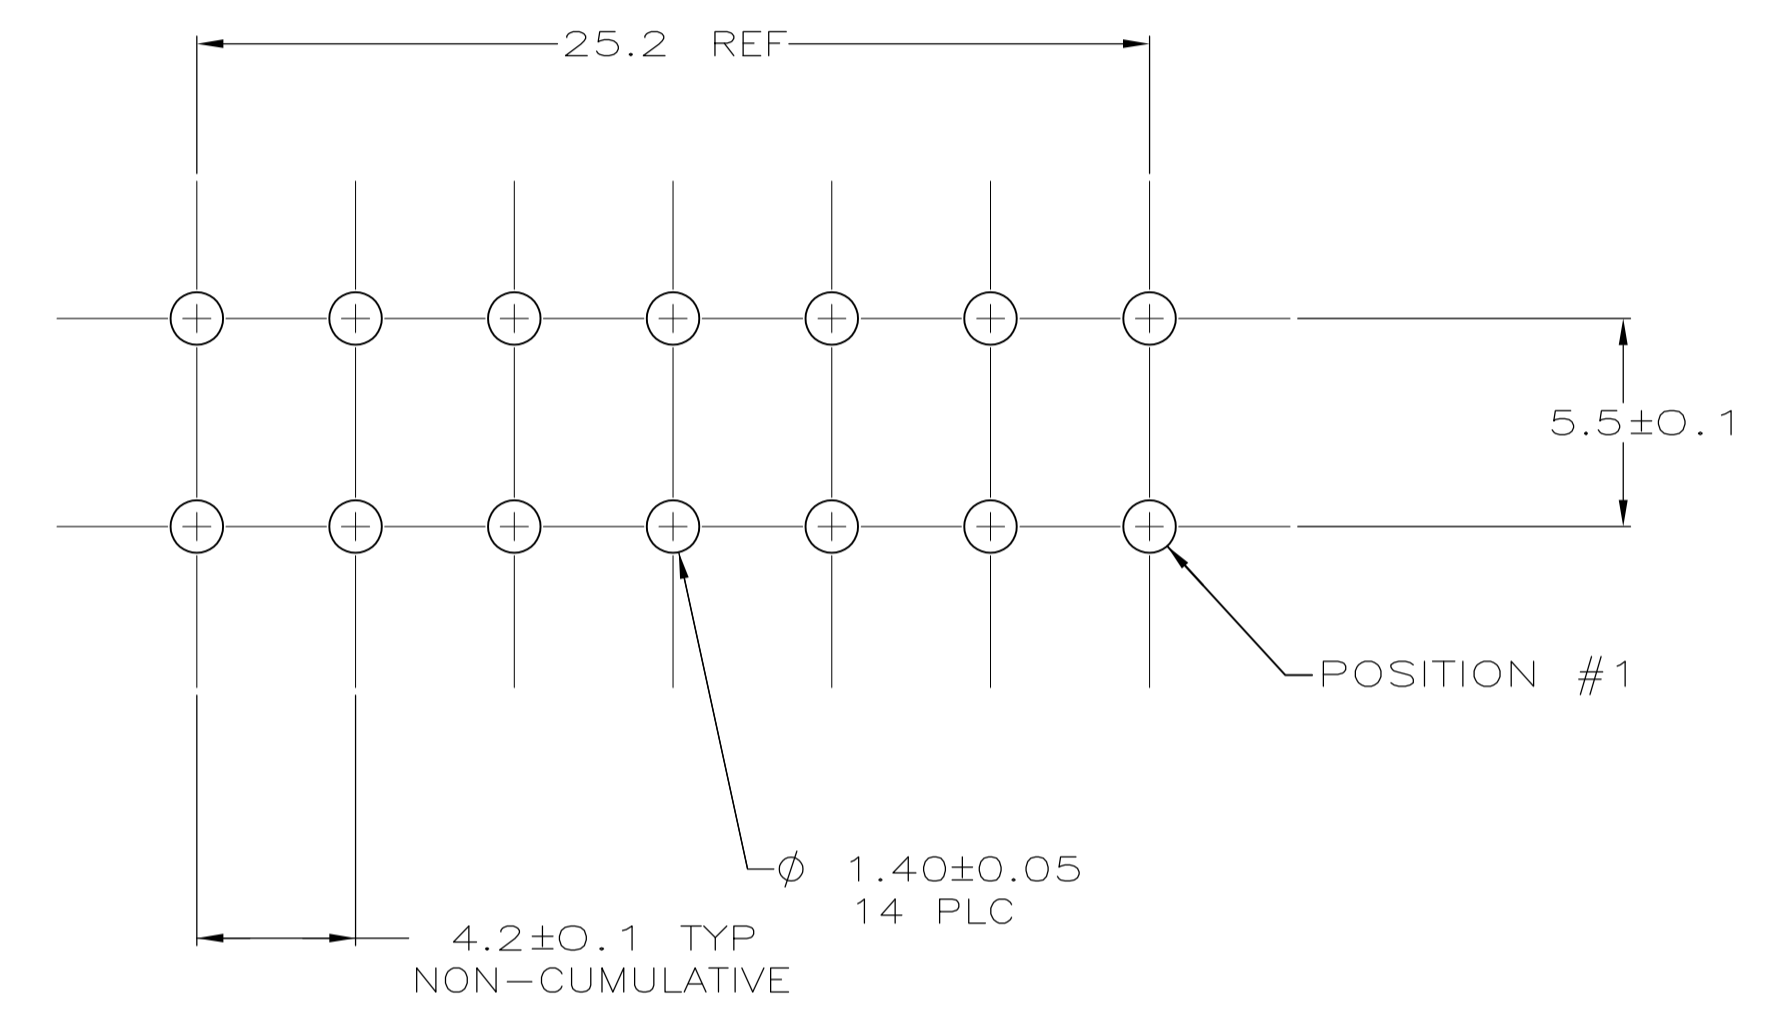 25.2 REF
5.5±0.1
POSITION #1
⌀ 1.40±0.05
14 PLC
4.2±0.1 TYP
NON-CUMULATIVE